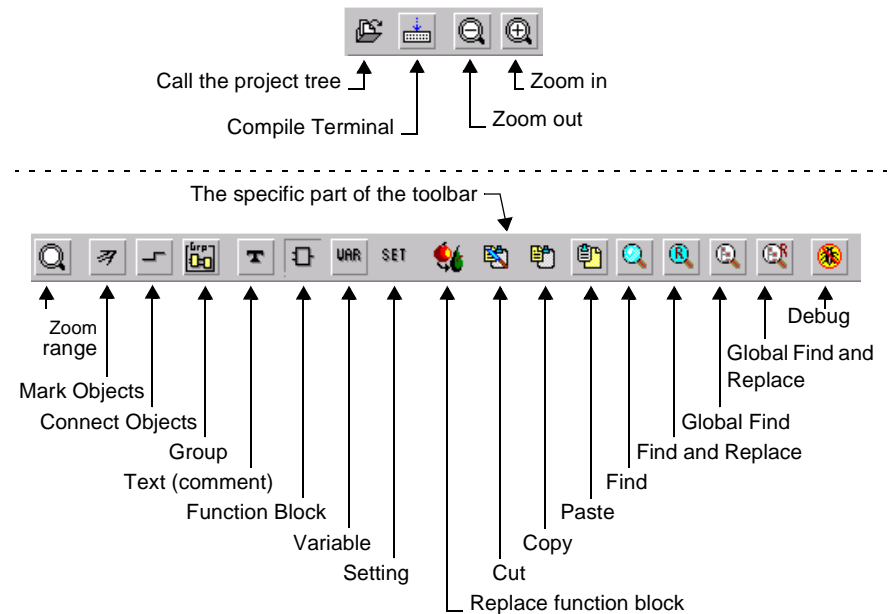 Call the project tree
Zoom in
Compile Terminal
Zoom out
The specific part of the toolbar
Grp
T
VAR
SET
R
R
Zoom
range
Debug
Mark Objects
Global Find and
Replace
Connect Objects
Global Find
Group
Find and Replace
Text (comment)
Find
Function Block
Paste
Variable
Copy
Setting
Cut
Replace function block